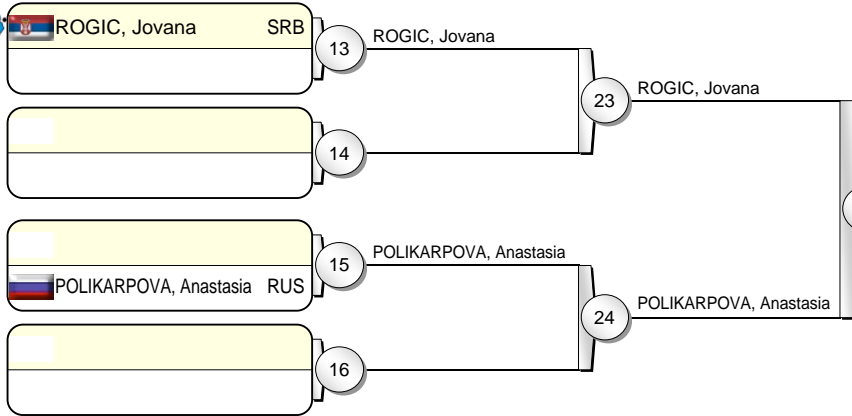 ROGIC, Jovana SRB
13
ROGIC, Jovana
23
ROGIC, Jovana
14
15
POLIKARPOVA, Anastasia
POLIKARPOVA, Anastasia RUS
24
POLIKARPOVA, Anastasia
16